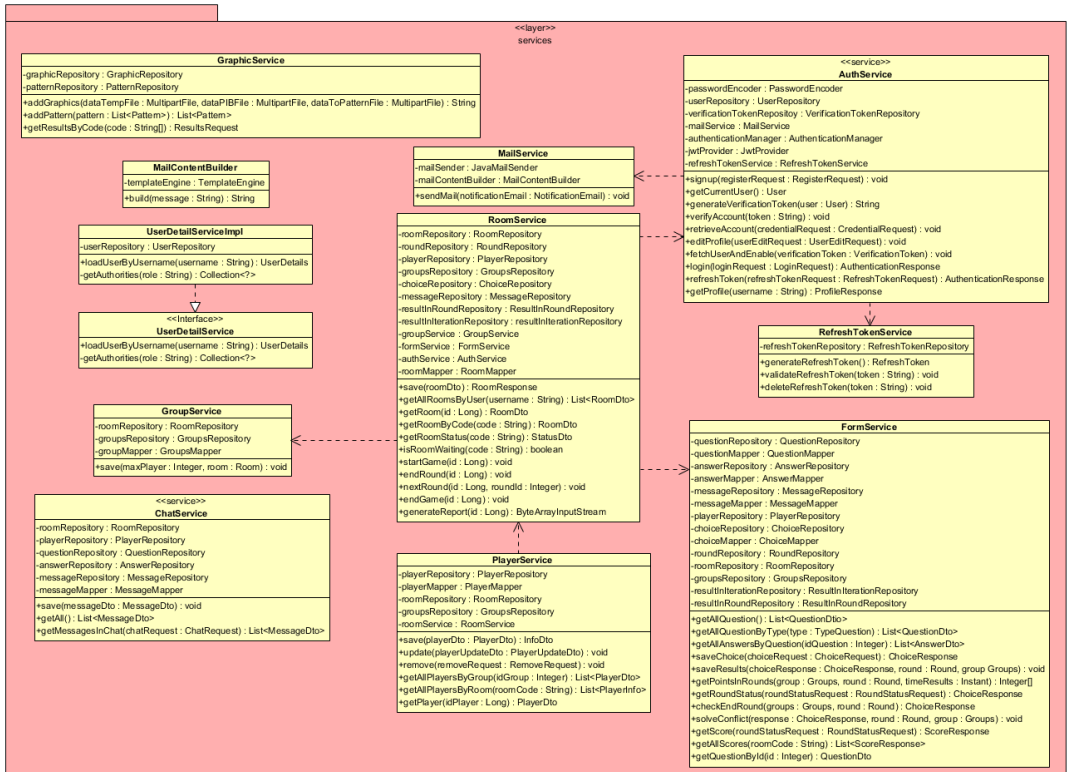 <<layer>>
services
GraphicService
-graphicRepository : GraphicRepository
-patternRepository : PatternRepository
+addGraphics(dataTempFile : MultipartFile, dataPIBFile : MultipartFile, dataToPatternFile : MultipartFile) : String
+addPattern(pattern : List<Pattern>) : List<Pattern>
+getResultsByCode(code : String[]) : ResultsRequest
MailContentBuilder
-templateEngine : TemplateEngine
+build(message : String) : String
UserDetailServiceImpl
-userRepository : UserRepository
+loadUserByUsername(username : String) : UserDetails
-getAuthorities(role : String) : Collection<?>
<<Interface>>
UserDetailService
+loadUserByUsername(username : String) : UserDetails
-getAuthorities(role : String) : Collection<?>
GroupService
-roomRepository : RoomRepository
-groupsRepository : GroupsRepository
-groupMapper : GroupsMapper
+save(maxPlayer : Integer, room : Room) : void
<<service>>
ChatService
-roomRepository : RoomRepository
-playerRepository : PlayerRepository
-questionRepository : QuestionRepository
-answerRepository : AnswerRepository
-messageRepository : MessageRepository
-messageMapper : MessageMapper
+save(messageDto : MessageDto) : void
+getAll() : List<MessageDto>
+getMessagesInChat(chatRequest : ChatRequest) : List<MessageDto>
MailService
-mailSender : JavaMailSender
-mailContentBuilder : MailContentBuilder
+sendMail(notificationEmail : NotificationEmail) : void
RoomService
-roomRepository : RoomRepository
-roundRepository : RoundRepository
-playerRepository : PlayerRepository
-groupsRepository : GroupsRepository
-choiceRepository : ChoiceRepository
-messageRepository : MessageRepository
-resultInRoundRepository : ResultInRoundRepository
-resultInIterationRepository : resultInIterationRepository
-groupService : GroupService
-formService : FormService
-authService : AuthService
-roomMapper : RoomMapper
+save(roomDto) : RoomResponse
+getAllRoomsByUser(username : String) : List<RoomDto>
+getRoom(id : Long) : RoomDto
+getRoomByCode(code : String) : RoomDto
+getRoomStatus(code : String) : StatusDto
+isRoomWaiting(code : String) : boolean
+startGame(id : Long) : void
+endRound(id : Long) : void
+nextRound(id : Long, roundId : Integer) : void
+endGame(id : Long) : void
+generateReport(id : Long) : ByteArrayInputStream
PlayerService
-playerRepository : PlayerRepository
-playerMapper : PlayerMapper
-roomRepository : RoomRepository
-groupsRepository : GroupsRepository
-roomService : RoomService
+save(playerDto : PlayerDto) : InfoDto
+update(playerUpdateDto : PlayerUpdateDto) : void
+remove(removeRequest : RemoveRequest) : void
+getAllPlayersByGroup(idGroup : Integer) : List<PlayerDto>
+getAllPlayersByRoom(roomCode : String) : List<PlayerInfo>
+getPlayer(idPlayer : Long) : PlayerDto
<<service>>
AuthService
-passwordEncoder : PasswordEncoder
-userRepository : UserRepository
-verificationTokenRepositoy : VerificationTokenRepository
-mailService : MailService
-authenticationManager : AuthenticationManager
-jwtProvider : JwtProvider
-refreshTokenService : RefreshTokenService
+signup(registerRequest : RegisterRequest) : void
+getCurrentUser() : User
+generateVerificationToken(user : User) : String
+verifyAccount(token : String) : void
+retrieveAccount(credentialRequest : CredentialRequest) : void
+editProfile(userEditRequest : UserEditRequest) : void
+fetchUserAndEnable(verificationToken : VerificationToken) : void
+login(loginRequest : LoginRequest) : AuthenticationResponse
+refreshToken(refreshTokenRequest : RefreshTokenRequest) : AuthenticationResponse
+getProfile(username : String) : ProfileResponse
RefreshTokenService
-refreshTokenRepository : RefreshTokenRepository
+generateRefreshToken() : RefreshToken
+validateRefreshToken(token : String) : void
+deleteRefreshToken(token : String) : void
FormService
-questionRepository : QuestionRepository
-questionMapper : QuestionMapper
-answerRepository : AnswerRepository
-answerMapper : AnswerMapper
-messageRepository : MessageRepository
-messageMapper : MessageMapper
-playerRepository : PlayerRepository
-choiceRepository : ChoiceRepository
-choiceMapper : ChoiceMapper
-roundRepository : RoundRepository
-roomRepository : RoomRepository
-groupsRepository : GroupsRepository
-resultInIterationRepository : ResultInIterationRepository
-resultInRoundRepository : ResultInRoundRepository
+getAllQuestion() : List<QuestionDtio>
+getAllQuestionByType(type : TypeQuestion) : List<QuestionDto>
+getAllAnswersByQuestion(idQuestion : Integer) : List<AnswerDto>
+saveChoice(choiceRequest : ChoiceRequest) : ChoiceResponse
+saveResults(choiceResponse : ChoiceResponse, round : Round, group Groups) : void
+getPointsInRounds(group : Groups, round : Round, timeResults : Instant) : Integer[]
+getRoundStatus(roundStatusRequest : RoundStatusRequest) : ChoiceResponse
+checkEndRound(groups : Groups, round : Round) : ChoiceResponse
+solveConflict(response : ChoiceResponse, round : Round, group : Groups) : void
+getScore(roundStatusRequest : RoundStatusRequest) : ScoreResponse
+getAllScores(roomCode : String) : List<ScoreResponse>
+getQuestionById(id : Integer) : QuestionDto